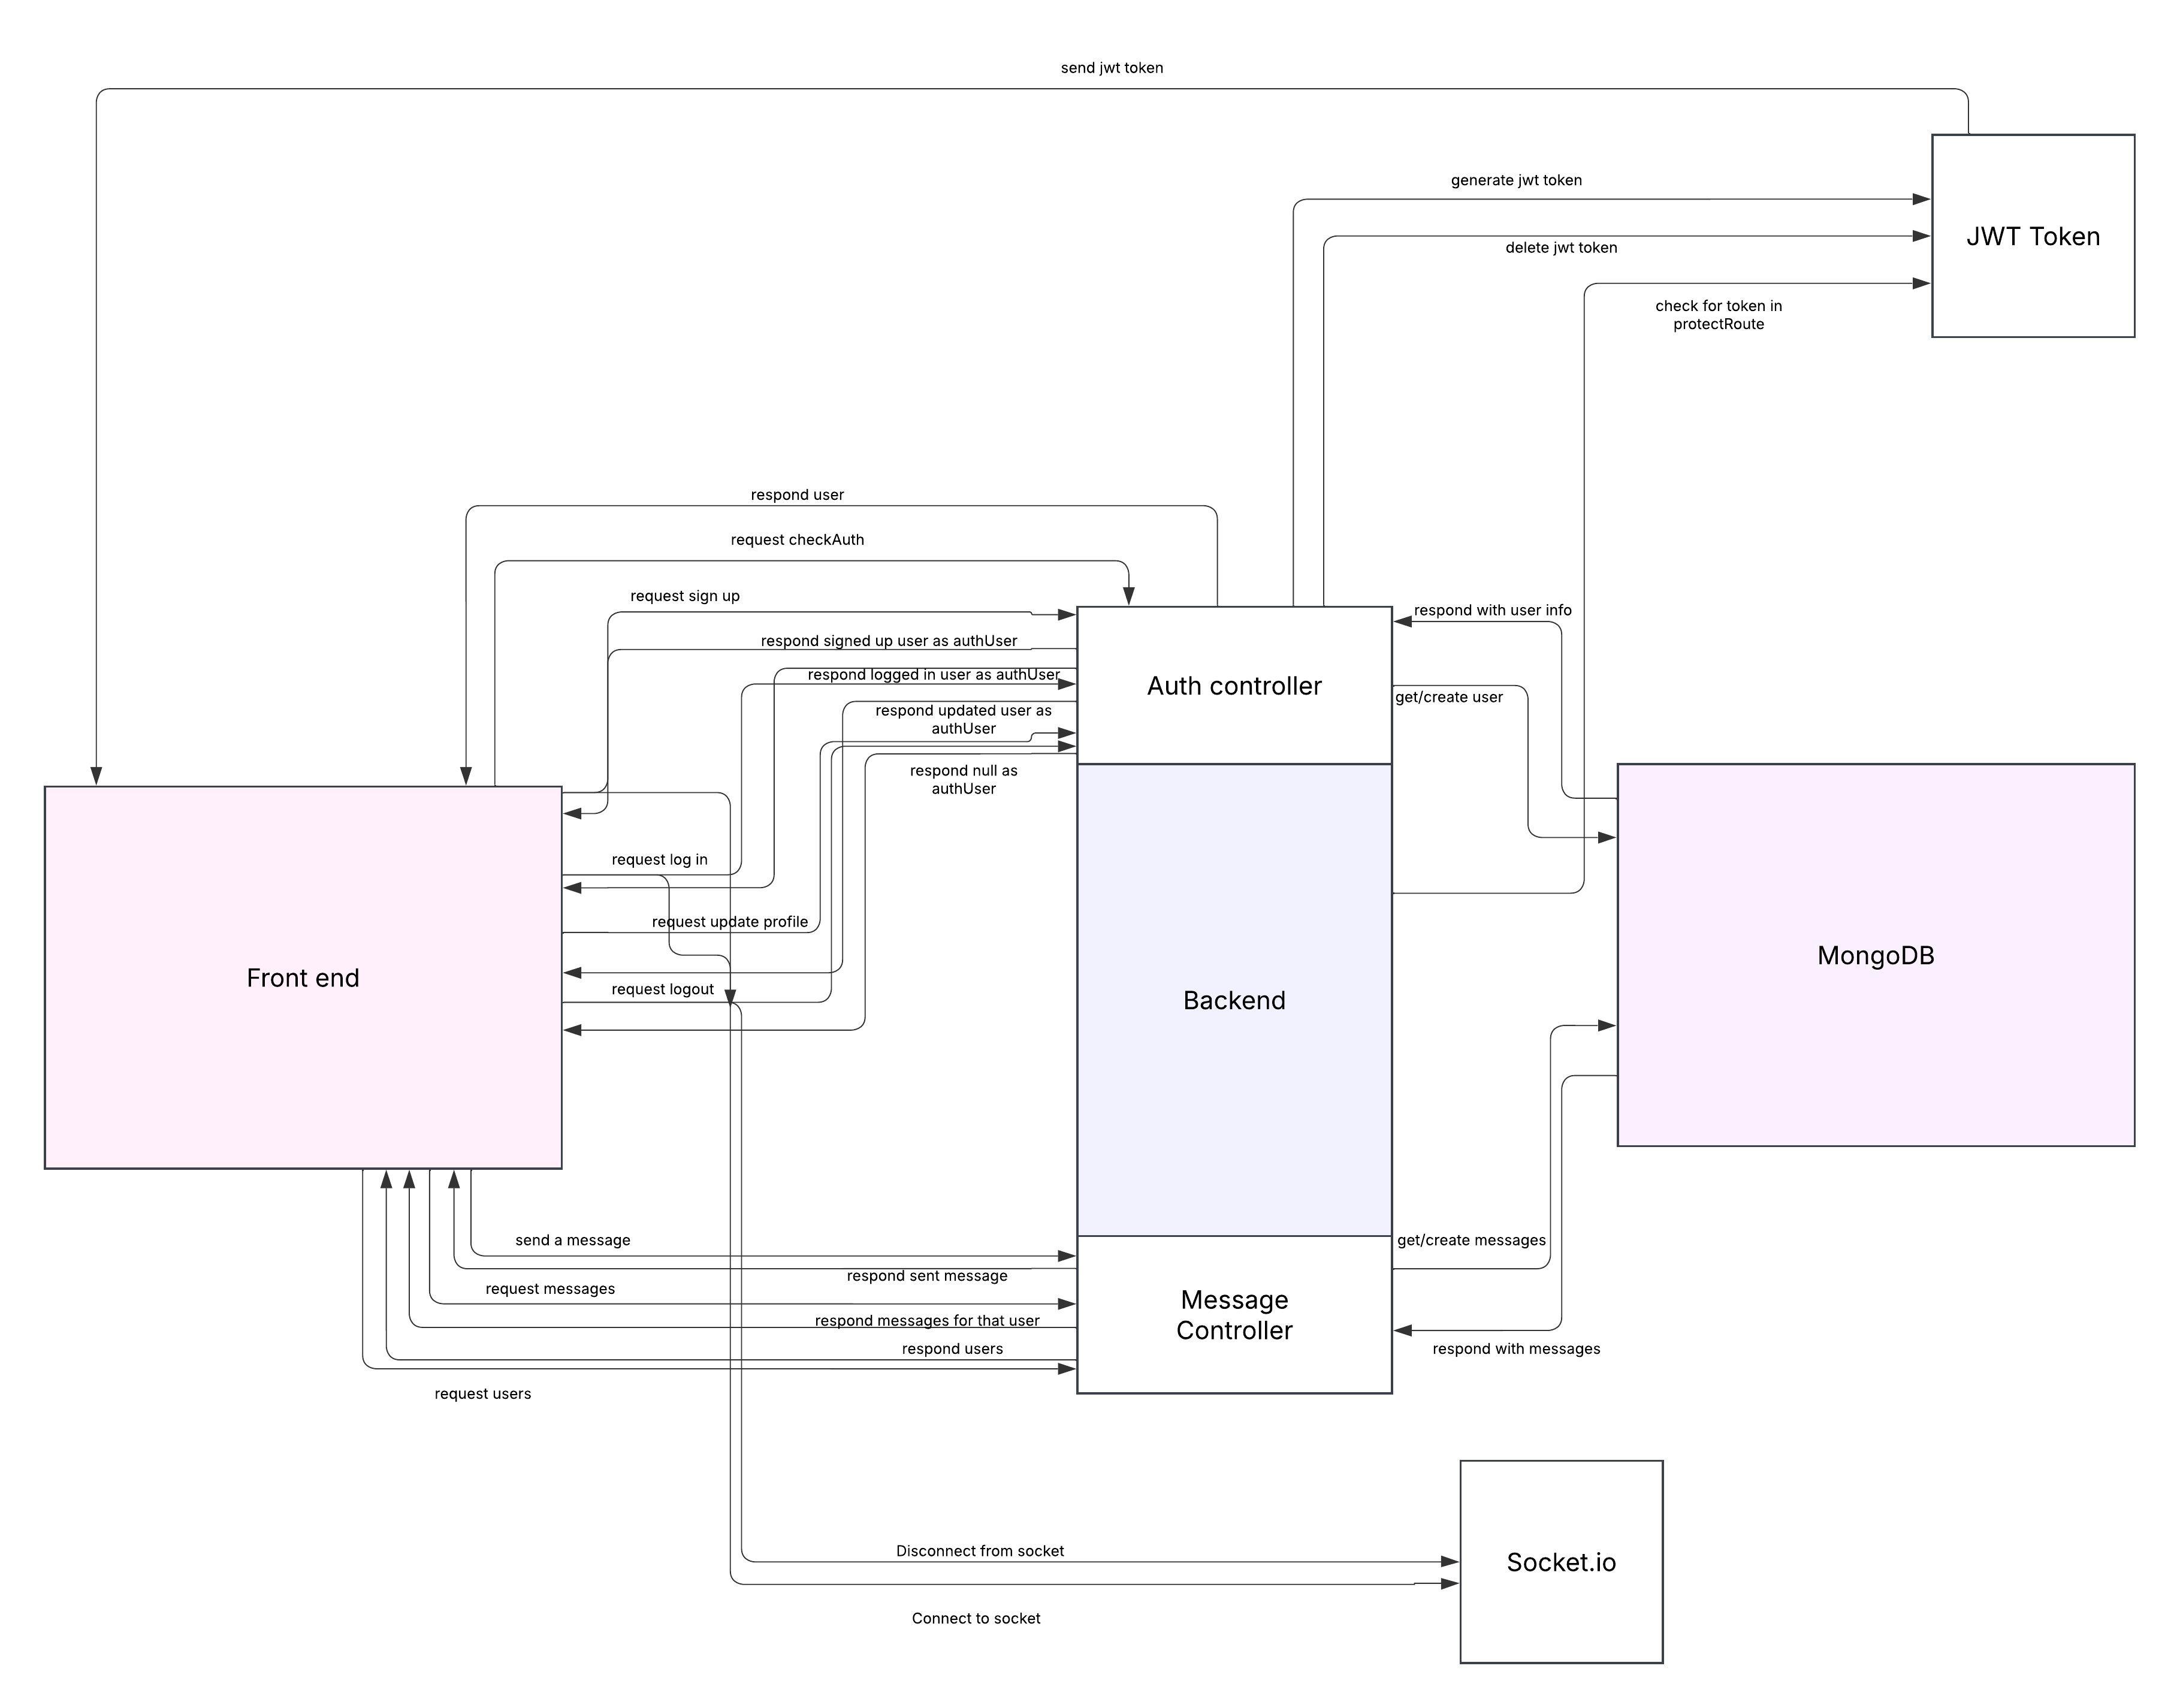 send jwt token
generate jwt token
JWT Token
delete jwt token
check for token in
protectRoute
respond user
request checkAuth
request sign up
respond with user info
respond signed up user as authUser
respond logged in user as authUser
Auth controller
get/create user
respond updated user as
authUser
respond null as
authUser
request log in
request update profile
MongoDB
Front end
request logout
Backend
send a message
get/create messages
respond sent message
request messages
Message
Controller
respond messages for that user
respond users
respond with messages
request users
Disconnect from socket
Socket.io
Connect to socket